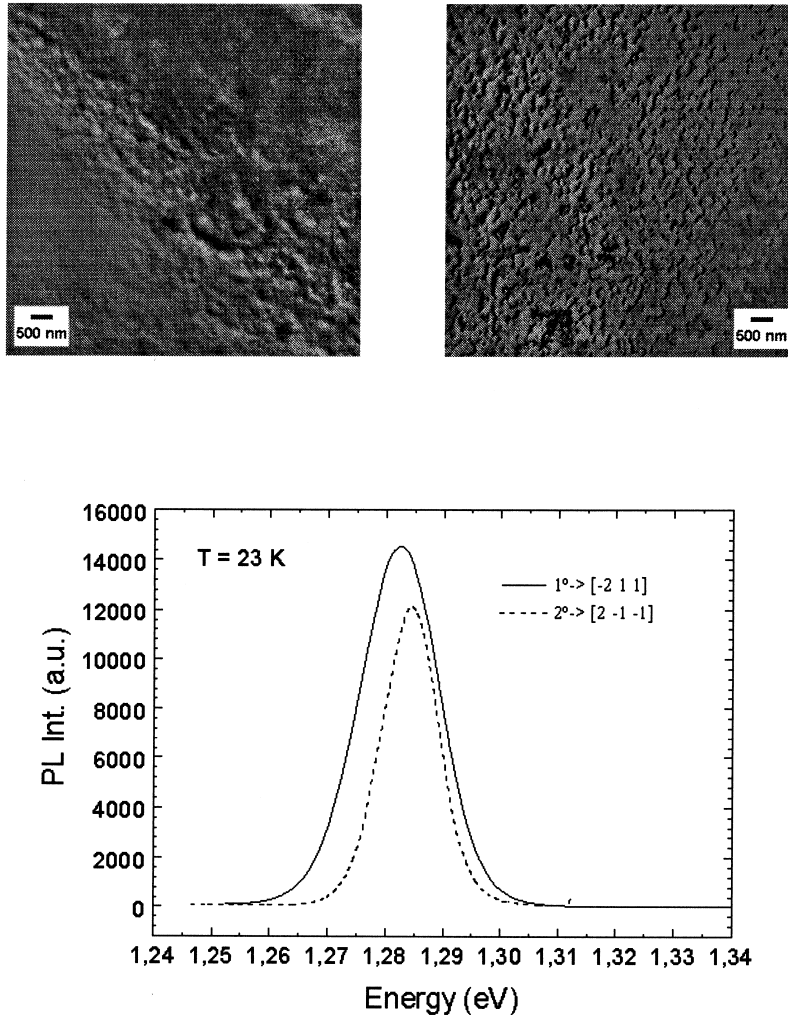 500 nm
500 nm
16000
14000
12000
10000
8000
6000
4000
2000
0
PL Int. (a.u.)
T = 23 K
1º-> [-2 1 1]
2º-> [2 -1 -1]
1,24 1,25 1,26 1,27 1,28 1,29 1,30 1,31 1,32 1,33 1,34
Energy (eV)